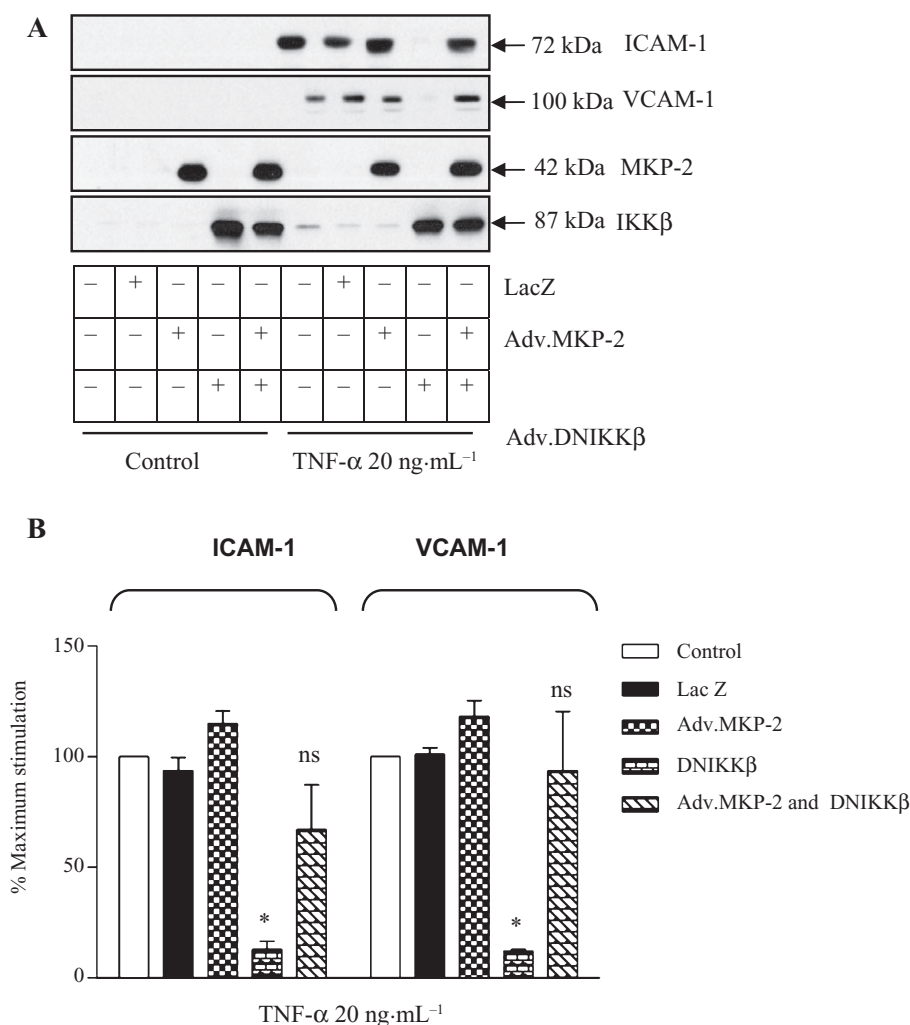 A
72 kDa ICAM-1
100 kDa VCAM-1
42 kDa MKP-2
87 kDa IKKβ
– + – – – – + – – – LacZ
– – + – + – – + – + Adv.MKP-2
– – – + + – – – + + Adv.DNIKKβ
Control TNF-α 20 ng·mL⁻¹
B
ICAM-1 VCAM-1
150
100
50
0
% Maximum stimulation
* ns * ns
Control
Lac Z
Adv.MKP-2
DNIKKβ
Adv.MKP-2 and DNIKKβ
TNF-α 20 ng·mL⁻¹